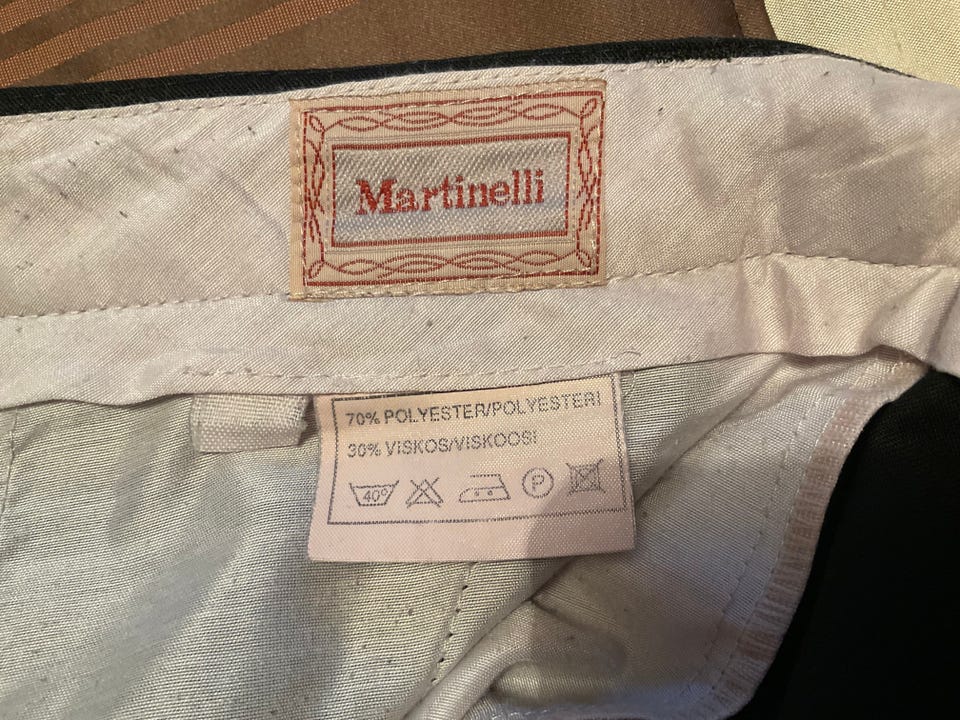 Martinelli
70% POLYESTER/POLYESTERI
30% VISKOS/VISKOOSI
40° P